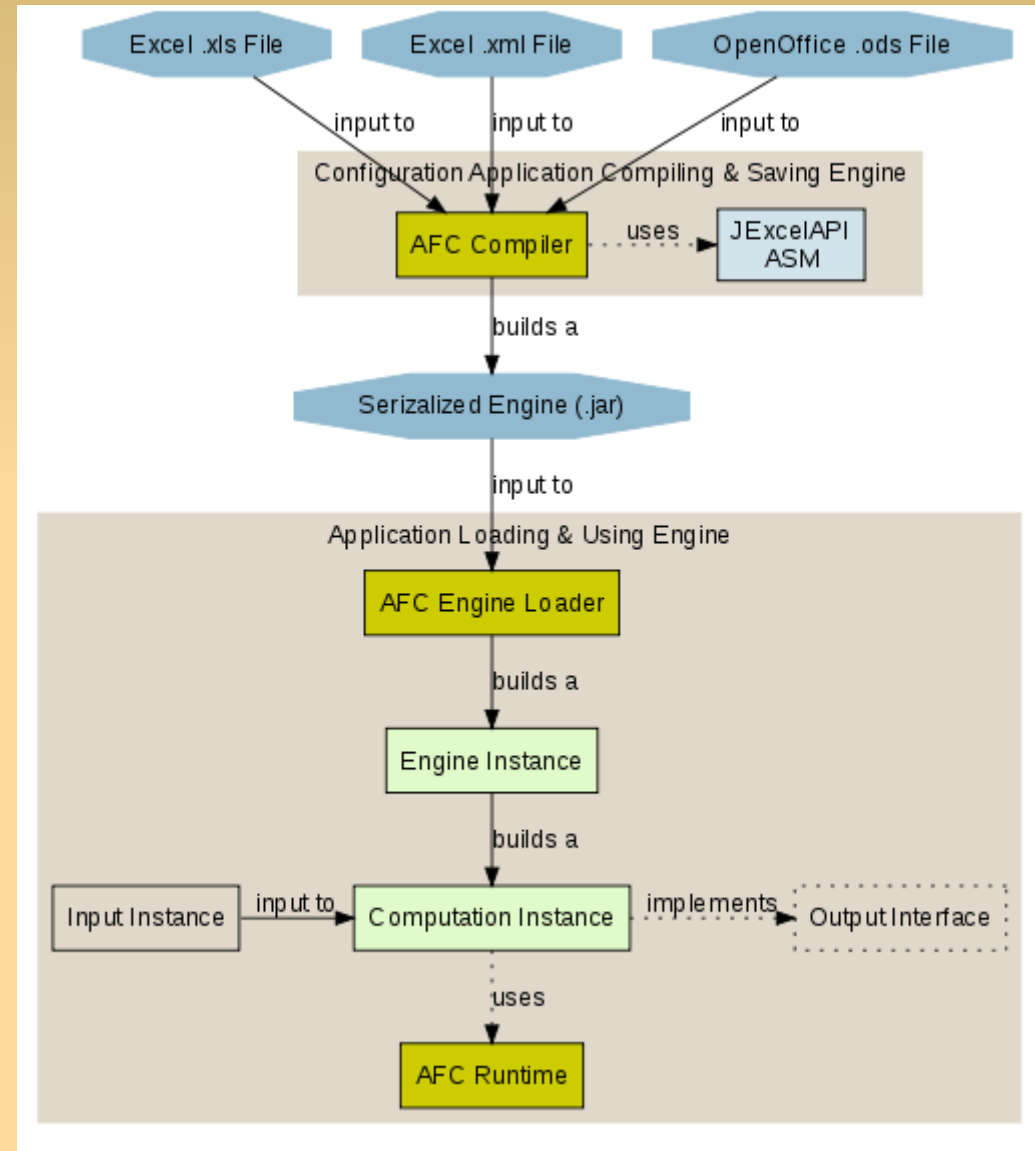 Excel .xls File
Excel .xml File
OpenOffice .ods File
input to
input to
input to
Configuration Application Compiling & Saving Engine
AFC Compiler
uses
JExcelAPI
ASM
builds a
Serizalized Engine (.jar)
input to
Application Loading & Using Engine
AFC Engine Loader
builds a
Engine Instance
builds a
Input Instance
input to
Computation Instance
implements
Output Interface
uses
AFC Runtime